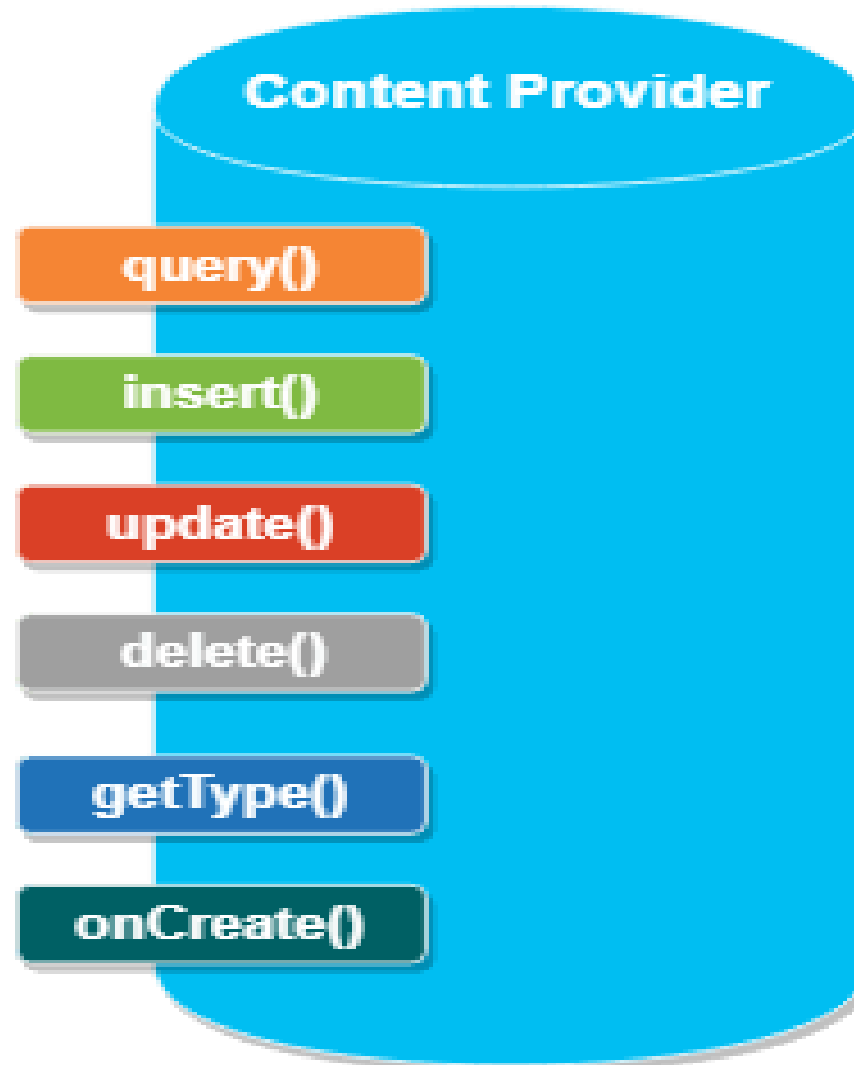 Content Provider
query()
insert()
update()
delete()
getType()
onCreate()